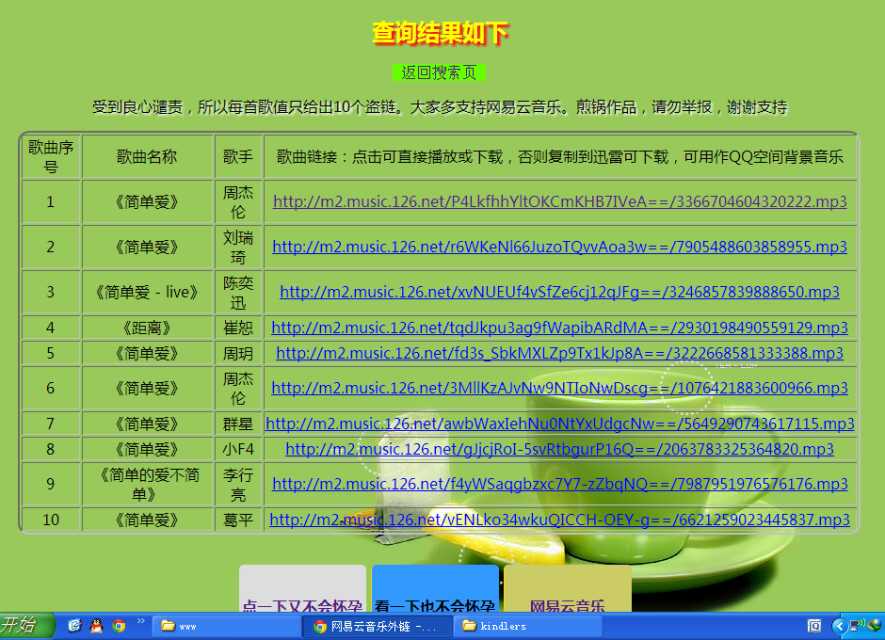 查询结果如下
返回搜索页
受到良心谴责，所以每首歌值只给出10个盗链。大家多支持网易云音乐。煎锅作品，请勿举报，谢谢支持
歌曲序号 歌曲名称 歌手 歌曲链接：点击可直接播放或下载，否则复制到迅雷可下载，可用作QQ空间背景音乐
1 《简单爱》 周杰伦 http://m2.music.126.net/P4LkfhhYltOKCmKHB7IVeA==/3366704604320222.mp3
2 《简单爱》 刘瑞琦 http://m2.music.126.net/r6WKeNl66JuzoTQvvAoa3w==/7905488603858955.mp3
3 《简单爱 - live》 陈奕迅 http://m2.music.126.net/xvNUEUf4vSfZe6cj12qJFg==/3246857839888650.mp3
4 《距离》 崔恕 http://m2.music.126.net/tqdJkpu3ag9fWapibARdMA==/2930198490559129.mp3
5 《简单爱》 周玥 http://m2.music.126.net/fd3s_SbkMXLZp9Tx1kJp8A==/3222668581333388.mp3
6 《简单爱》 周杰伦 http://m2.music.126.net/3MllKzAJvNw9NTIoNwDscg==/1076421883600966.mp3
7 《简单爱》 群星 http://m2.music.126.net/awbWaxIehNu0NtYxUdgcNw==/5649290743617115.mp3
8 《简单爱》 小F4 http://m2.music.126.net/gJjcjRoI-5svRtbgurP16Q==/2063783325364820.mp3
9 《简单的爱不简单》 李行亮 http://m2.music.126.net/f4yWSaqgbzxc7Y7-zZbqNQ==/7987951976576176.mp3
10 《简单爱》 葛平 http://m2.music.126.net/vENLko34wkuQICCH-OEY-g==/6621259023445837.mp3
点一下又不会怀孕 看一下也不会怀孕 网易云音乐
开始 www 网易云音乐外链 -... kindlers